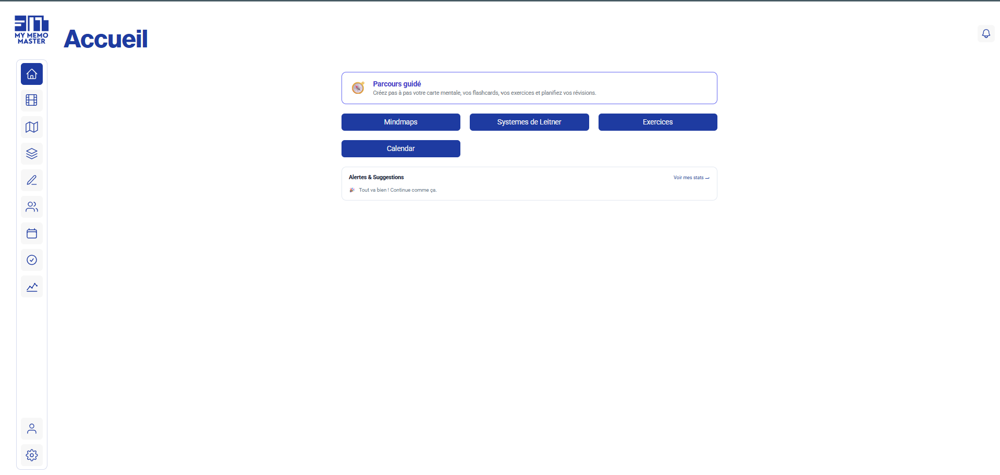 MY MEMO
MASTER
Accueil
Parcours guidé
Créez pas à pas votre carte mentale, vos flashcards, vos exercices et planifiez vos révisions.
Mindmaps
Systemes de Leitner
Exercices
Calendar
Alertes & Suggestions
Voir mes stats →
Tout va bien ! Continue comme ça.